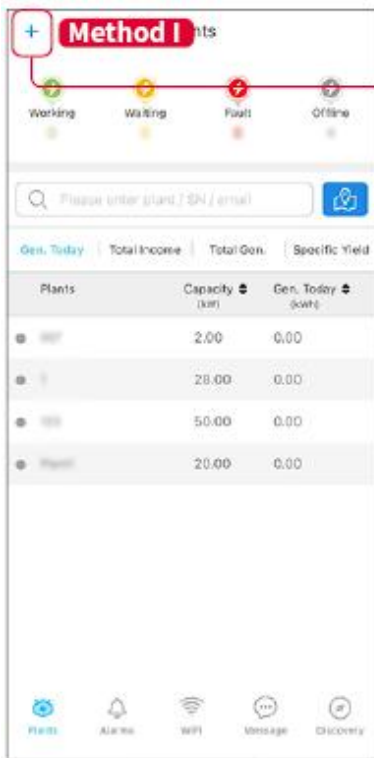 + Method I nts
Working Waiting Fault Offline
Please enter plant / SN / email
Gen. Today Total Income Total Gen. Specific Yield
Plants Capacity Gen. Today
(kW) (kWh)
2.00 0.00
28.00 0.00
50.00 0.00
20.00 0.00
Plants Alarms WiFi Message Discovery